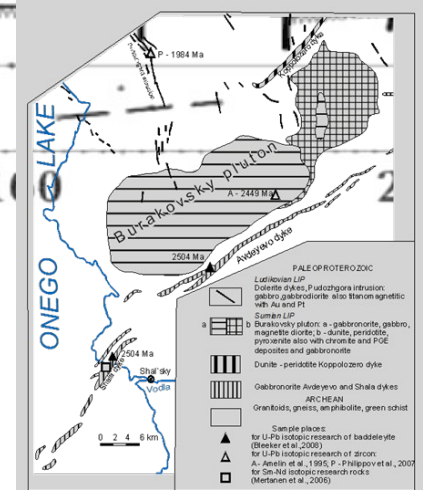 P - 1984 Ma
Koppolozero dyke
ONEGO LAKE
Burakovsky pluton
A - 2449 Ma
2504 Ma
Avdeyevo dyke
2504 Ma
Shala dyke
Shal'sky
Vodla
0 2 4 6 km
PALEOPROTEROZOIC
Ludikovian LIP
Dolerite dykes, Pudozhgora intrusion:
gabbro, gabbrodiorite also titanomagnetitic
with Au and Pt
Sumien LIP
a b Burakovsky pluton: a - gabbronorite, gabbro,
magnetite diorite; b - dunite, peridotite,
pyroxenite also with chromite and PGE
deposites and gabbronorite
Dunite - peridotite Koppolozero dyke
Gabbronorite Avdeyevo and Shala dykes
ARCHEAN
Granitoids, gneiss, amphibolite, green schist
Sample places:
for U-Pb isotopic research of baddeleyite
(Bleeker et al., 2008)
for U-Pb isotopic research of zircon:
A - Amelin et al., 1995; P - Philippov et al., 2007
for Sm-Nd isotopic research rocks
(Mertanen et al., 2006)